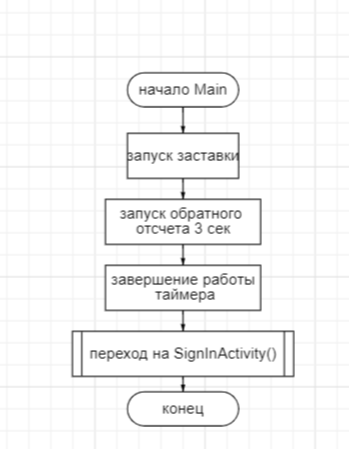 начало Main
запуск заставки
запуск обратного
отсчета 3 сек
завершение работы
таймера
переход на SignInActivity()
конец